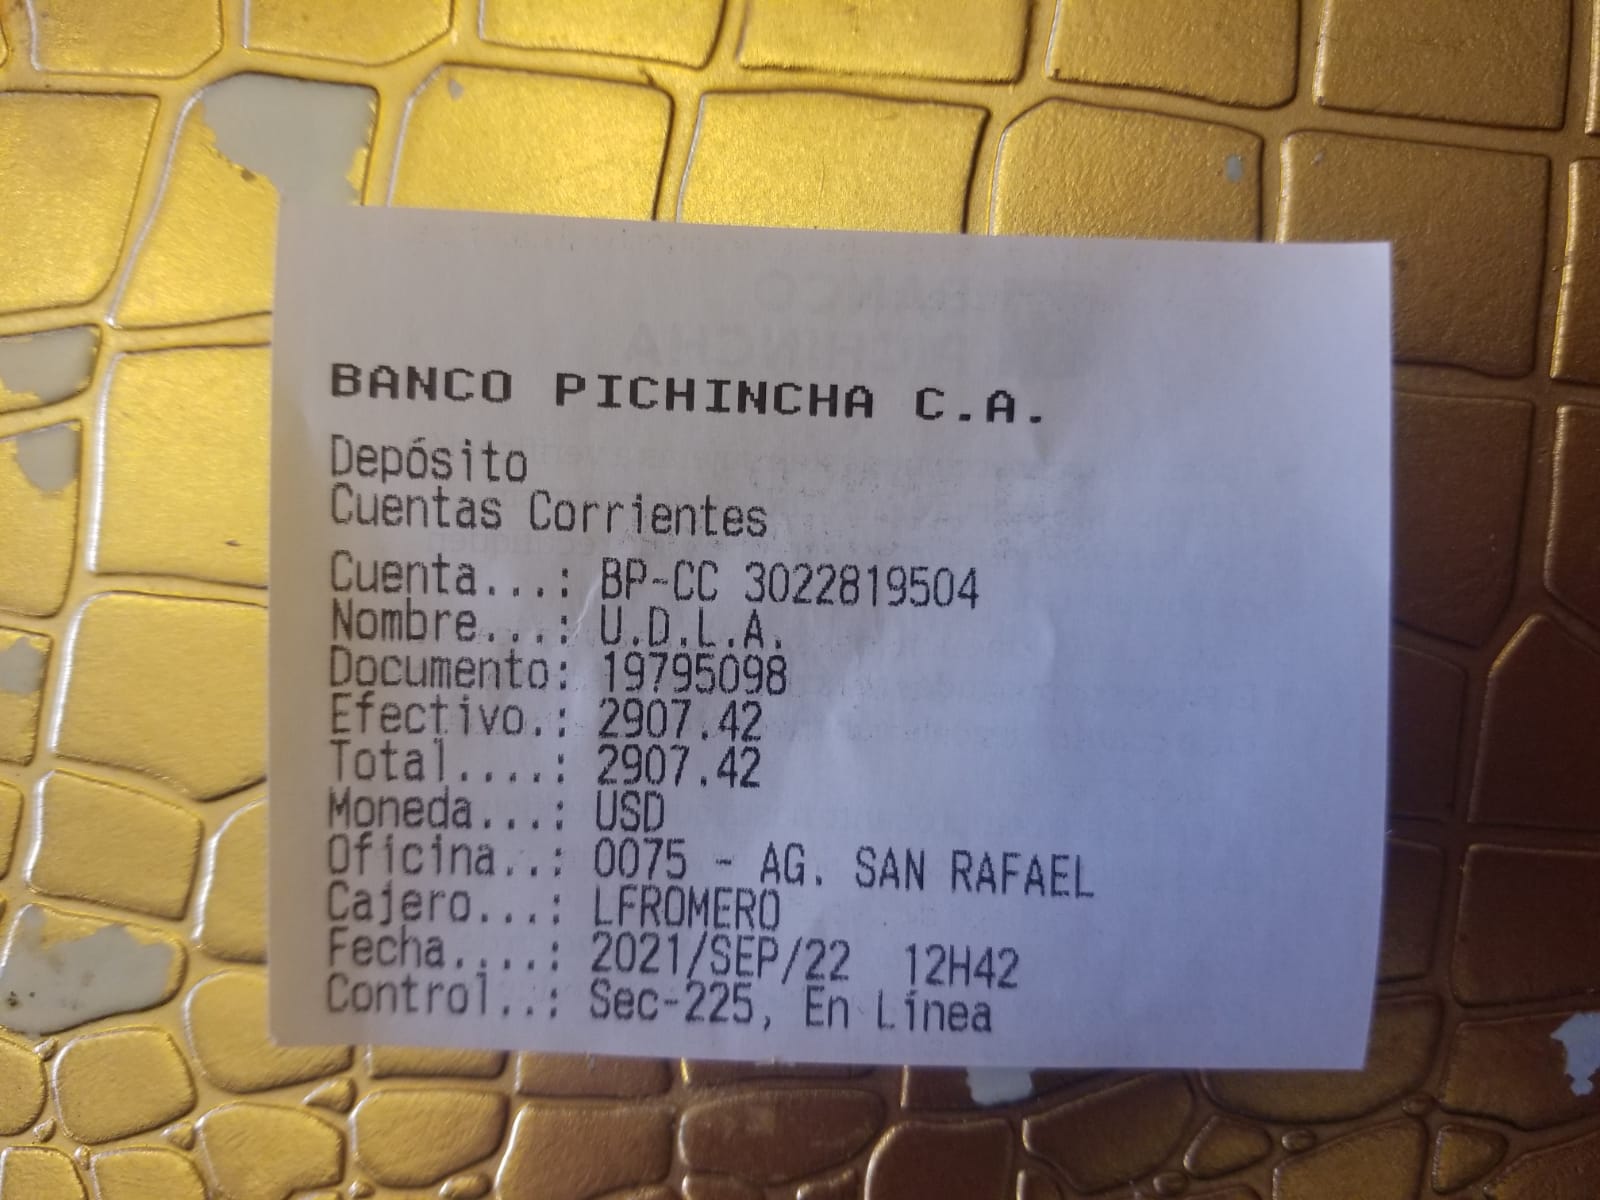 BANCO PICHINCHA C.A.
Depósito
Cuentas Corrientes
Cuenta...: BP-CC 3022819504
Nombre...: U.D.L.A.
Documento: 19795098
Efectivo.: 2907.42
Total....: 2907.42
Moneda...: USD
Oficina..: 0075 - AG. SAN RAFAEL
Cajero...: LFROMERO
Fecha....: 2021/SEP/22  12H42
Control..: Sec-225, En Línea